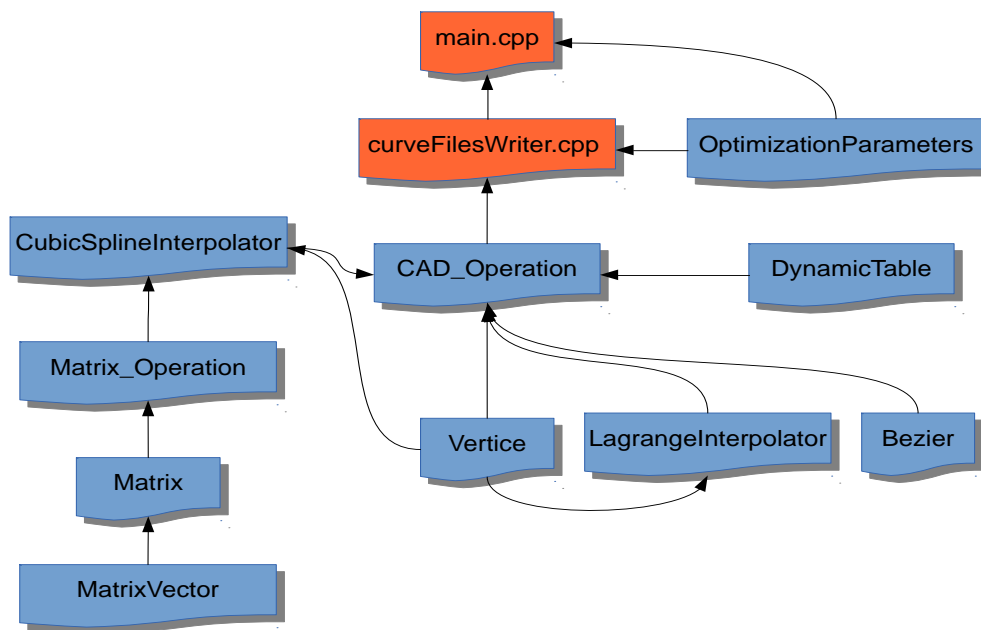 main.cpp
curveFilesWriter.cpp
OptimizationParameters
CubicSplineInterpolator
CAD_Operation
DynamicTable
Matrix_Operation
Vertice
LagrangeInterpolator
Bezier
Matrix
MatrixVector